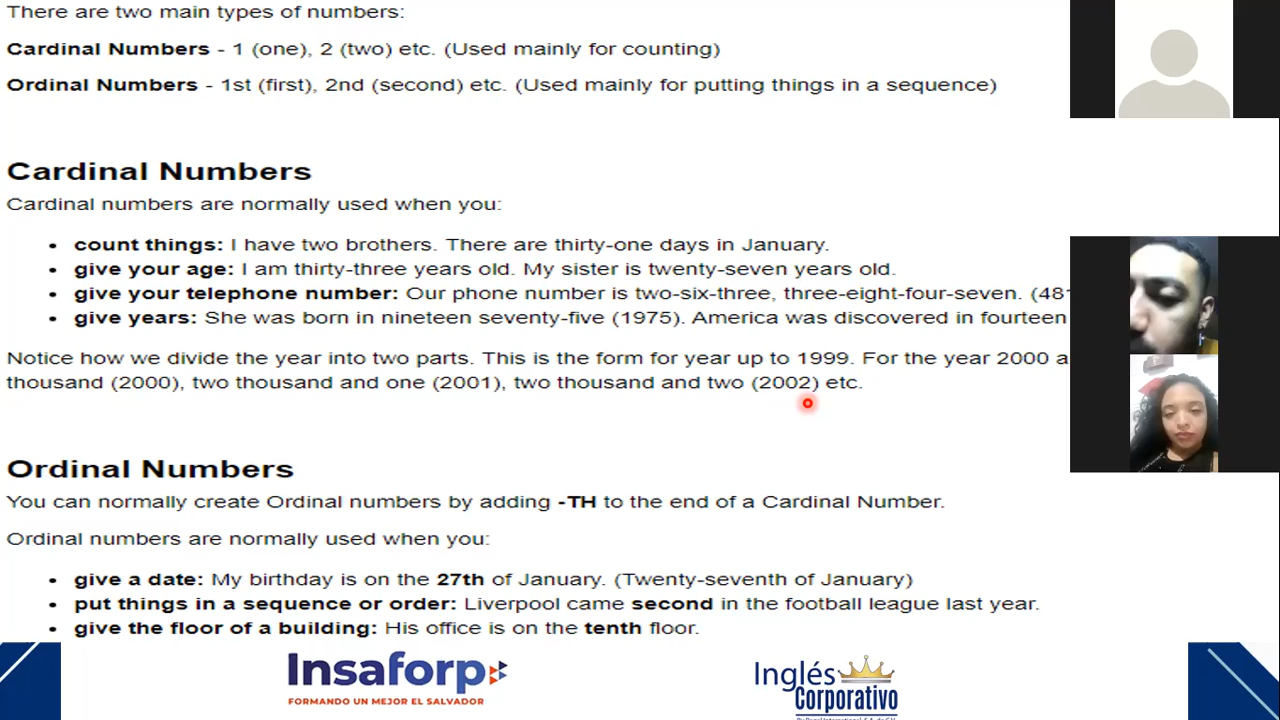 There are two main types of numbers:
Cardinal Numbers - 1 (one), 2 (two) etc. (Used mainly for counting)
Ordinal Numbers - 1st (first), 2nd (second) etc. (Used mainly for putting things in a sequence)
Cardinal Numbers
Cardinal numbers are normally used when you:
• count things: I have two brothers. There are thirty-one days in January.
• give your age: I am thirty-three years old. My sister is twenty-seven years old.
• give your telephone number: Our phone number is two-six-three, three-eight-four-seven. (481
• give years: She was born in nineteen seventy-five (1975). America was discovered in fourteen
Notice how we divide the year into two parts. This is the form for year up to 1999. For the year 2000 a
thousand (2000), two thousand and one (2001), two thousand and two (2002) etc.
Ordinal Numbers
You can normally create Ordinal numbers by adding -TH to the end of a Cardinal Number.
Ordinal numbers are normally used when you:
• give a date: My birthday is on the 27th of January. (Twenty-seventh of January)
• put things in a sequence or order: Liverpool came second in the football league last year.
• give the floor of a building: His office is on the tenth floor.
Insaforp
FORMANDO UN MEJOR EL SALVADOR
Inglés
Corporativo